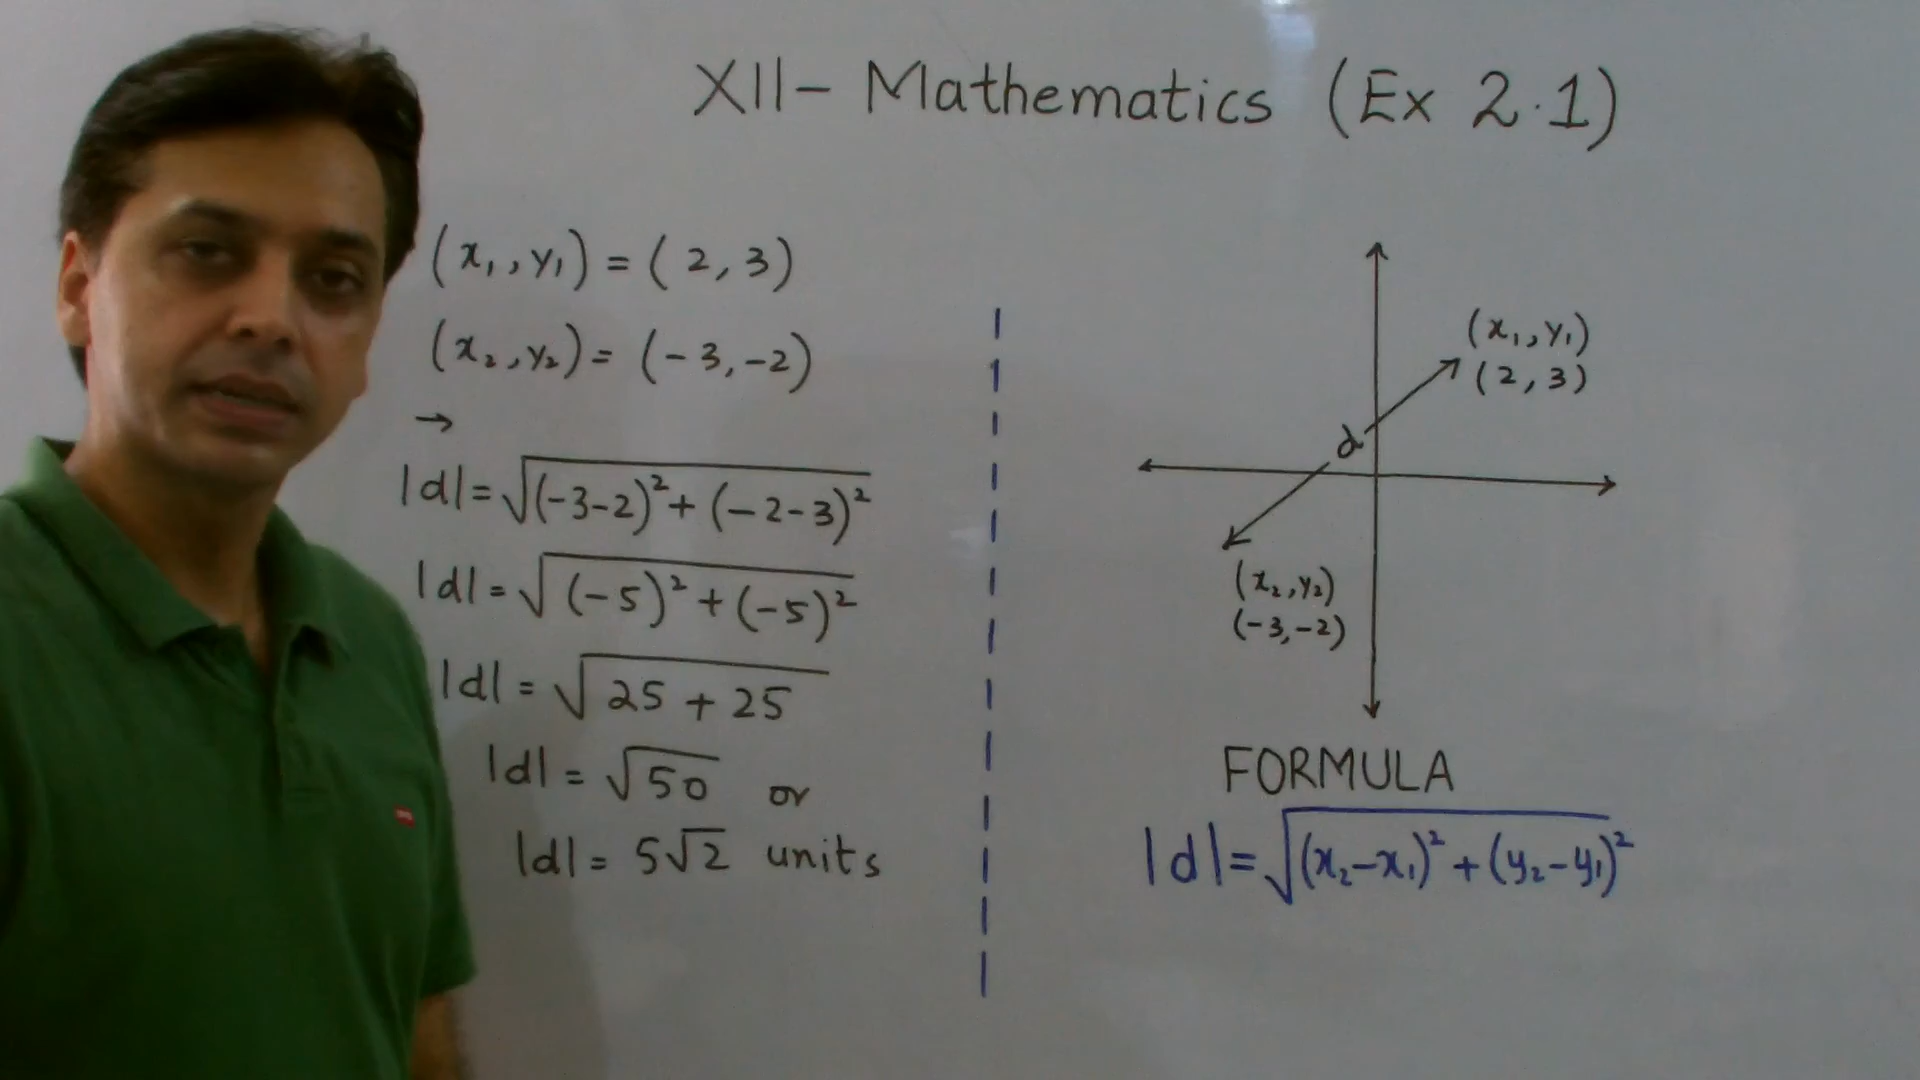 XII- Mathematics (Ex 2.1)
(x₁, y₁) = (2, 3)
(x₂, y₂) = (-3, -2)
→
|d| = √(-3-2)² + (-2-3)²
|d| = √(-5)² + (-5)²
|d| = √25 + 25
|d| = √50 or
|d| = 5√2 units
(x₁, y₁)
(2, 3)
d
(x₂, y₂)
(-3, -2)
FORMULA
|d| = √(x₂-x₁)² + (y₂-y₁)²